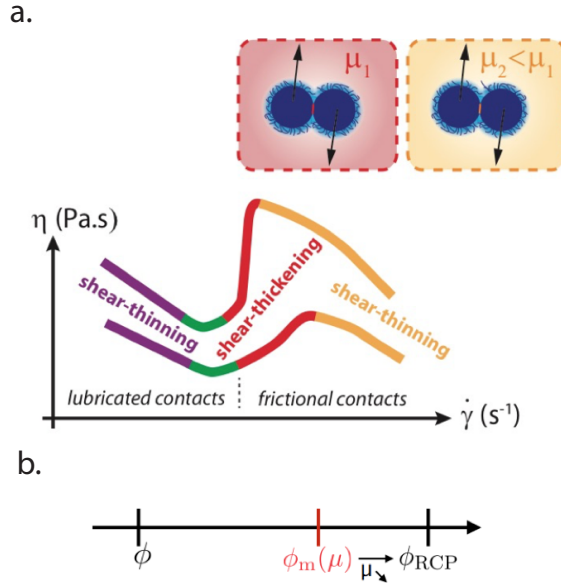 a.
μ₁
μ₂<μ₁
η (Pa.s)
shear-thinning
shear-thickening
shear-thinning
lubricated contacts
frictional contacts
γ̇ (s⁻¹)
b.
ϕ
ϕₘ(μ)
μ↘
ϕRCP